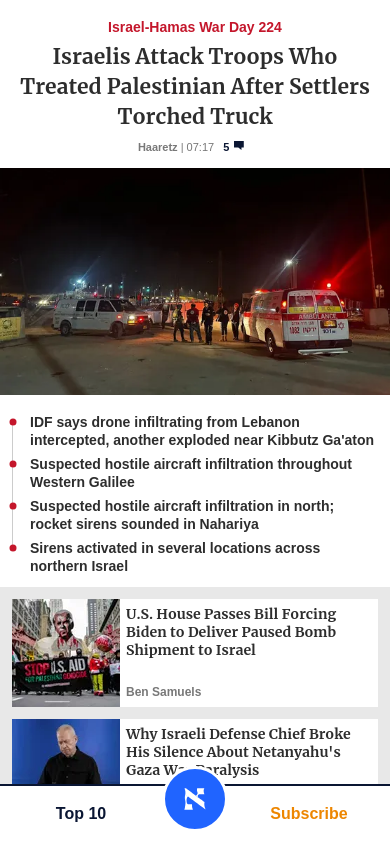 Israel-Hamas War Day 224
Israelis Attack Troops Who
Treated Palestinian After Settlers
Torched Truck
Haaretz | 07:17 5
AMBULANCE
IDF says drone infiltrating from Lebanon
intercepted, another exploded near Kibbutz Ga'aton
Suspected hostile aircraft infiltration throughout
Western Galilee
Suspected hostile aircraft infiltration in north;
rocket sirens sounded in Nahariya
Sirens activated in several locations across
northern Israel
U.S. House Passes Bill Forcing
Biden to Deliver Paused Bomb
Shipment to Israel
STOP U.S. AID
Ben Samuels
Why Israeli Defense Chief Broke
His Silence About Netanyahu's
Gaza War Paralysis
Top 10
Subscribe